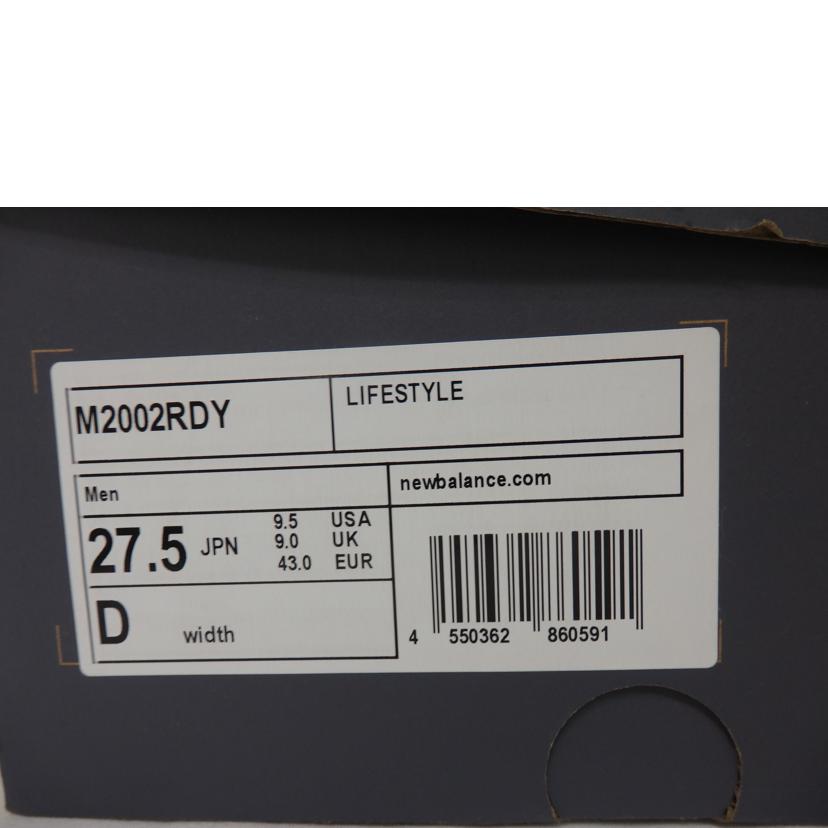 M2002RDY LIFESTYLE
Men newbalance.com
27.5 JPN 9.5 USA
9.0 UK
43.0 EUR
D width
4 550362 860591